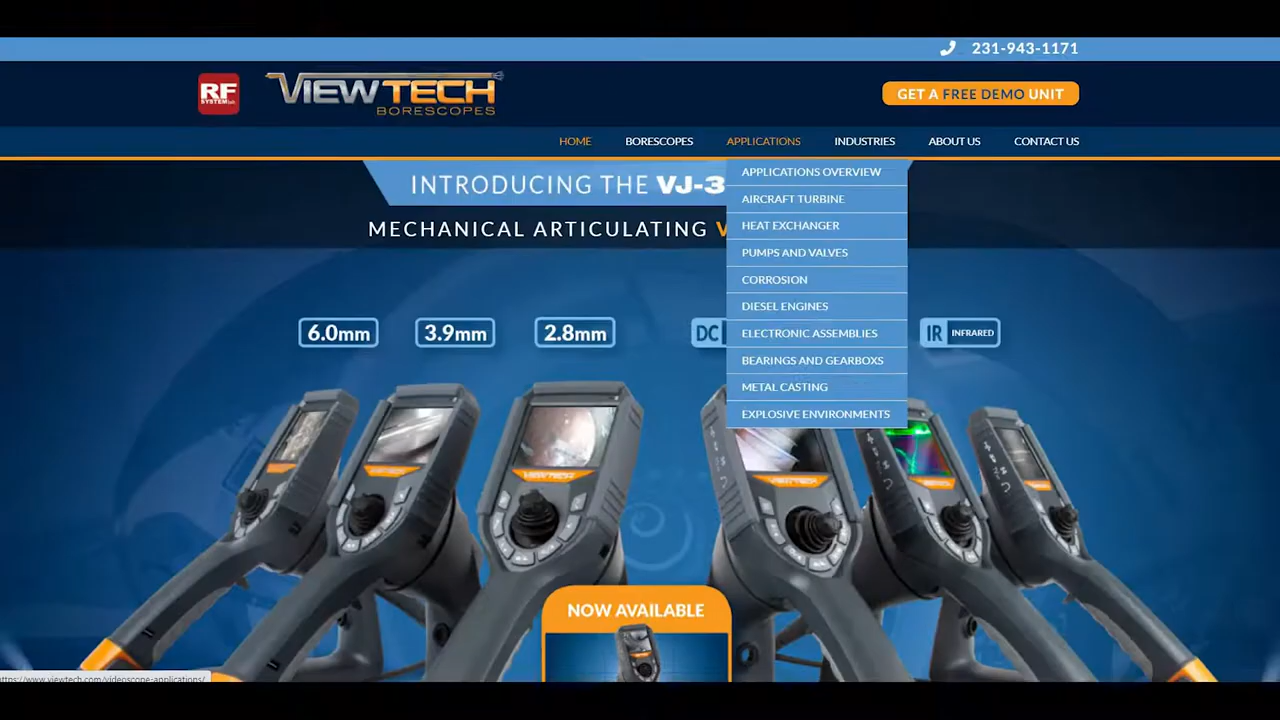 231-943-1171
RF
SYSTEM lab
VIEWTECH
BORESCOPES
GET A FREE DEMO UNIT
HOME BORESCOPES APPLICATIONS INDUSTRIES ABOUT US CONTACT US
INTRODUCING THE VJ-3
MECHANICAL ARTICULATING V
APPLICATIONS OVERVIEW
AIRCRAFT TURBINE
HEAT EXCHANGER
PUMPS AND VALVES
CORROSION
DIESEL ENGINES
ELECTRONIC ASSEMBLIES
BEARINGS AND GEARBOXS
METAL CASTING
EXPLOSIVE ENVIRONMENTS
6.0mm 3.9mm 2.8mm DC IR INFRARED
VIEWTECH
NOW AVAILABLE
https://www.viewtech.com/videoscope-applications/